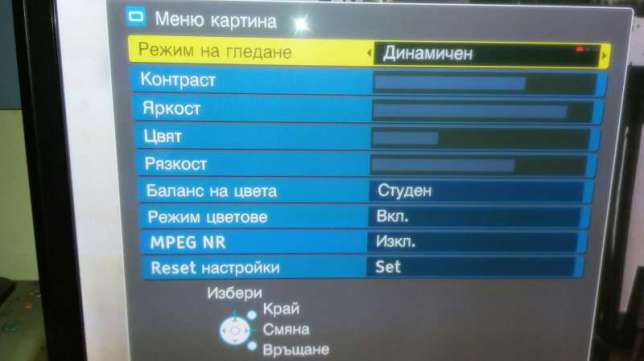 Меню картина
Режим на гледане Динамичен
Контраст
Яркост
Цвят
Рязкост
Баланс на цвета Студен
Режим цветове Вкл.
MPEG NR Изкл.
Reset настройки Set
Избери
Край
Смяна
Връщане